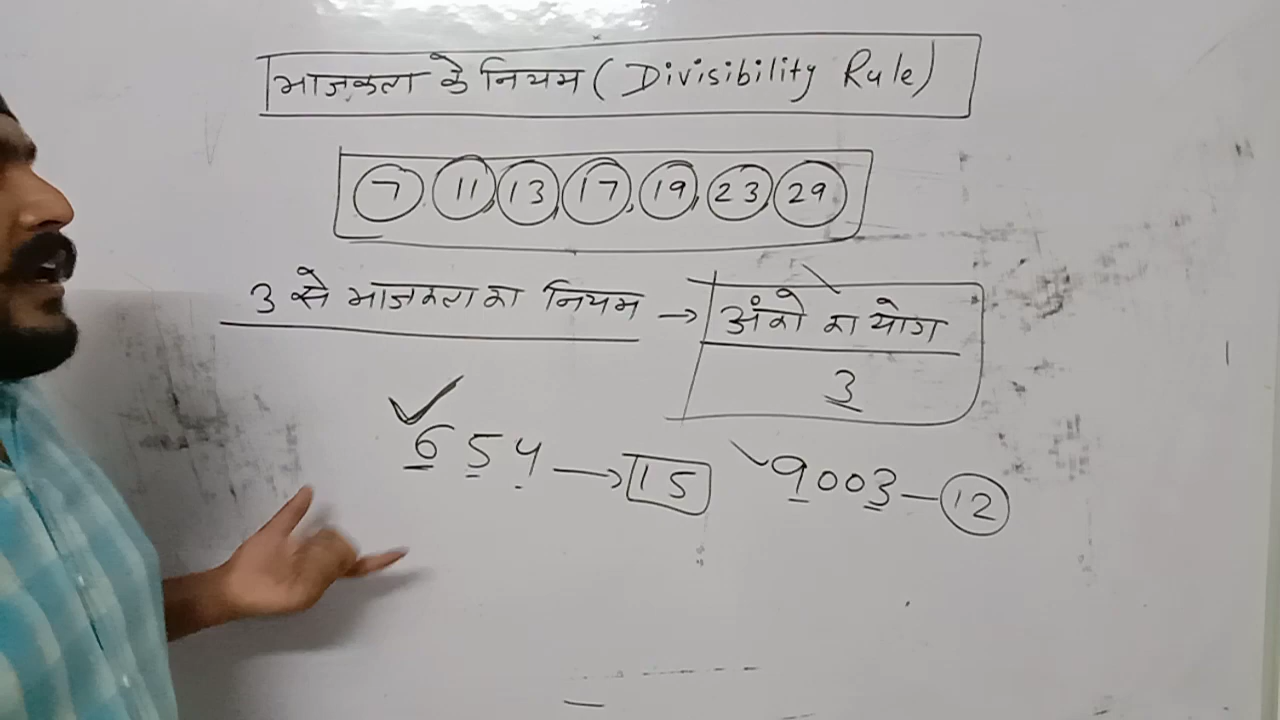 भाजकता के नियम ( Divisibility Rule )
7, 11, 13, 17, 19, 23, 29
3 से भाजकता का नियम → अंको का योग
3
654 → 15 9003 – 12